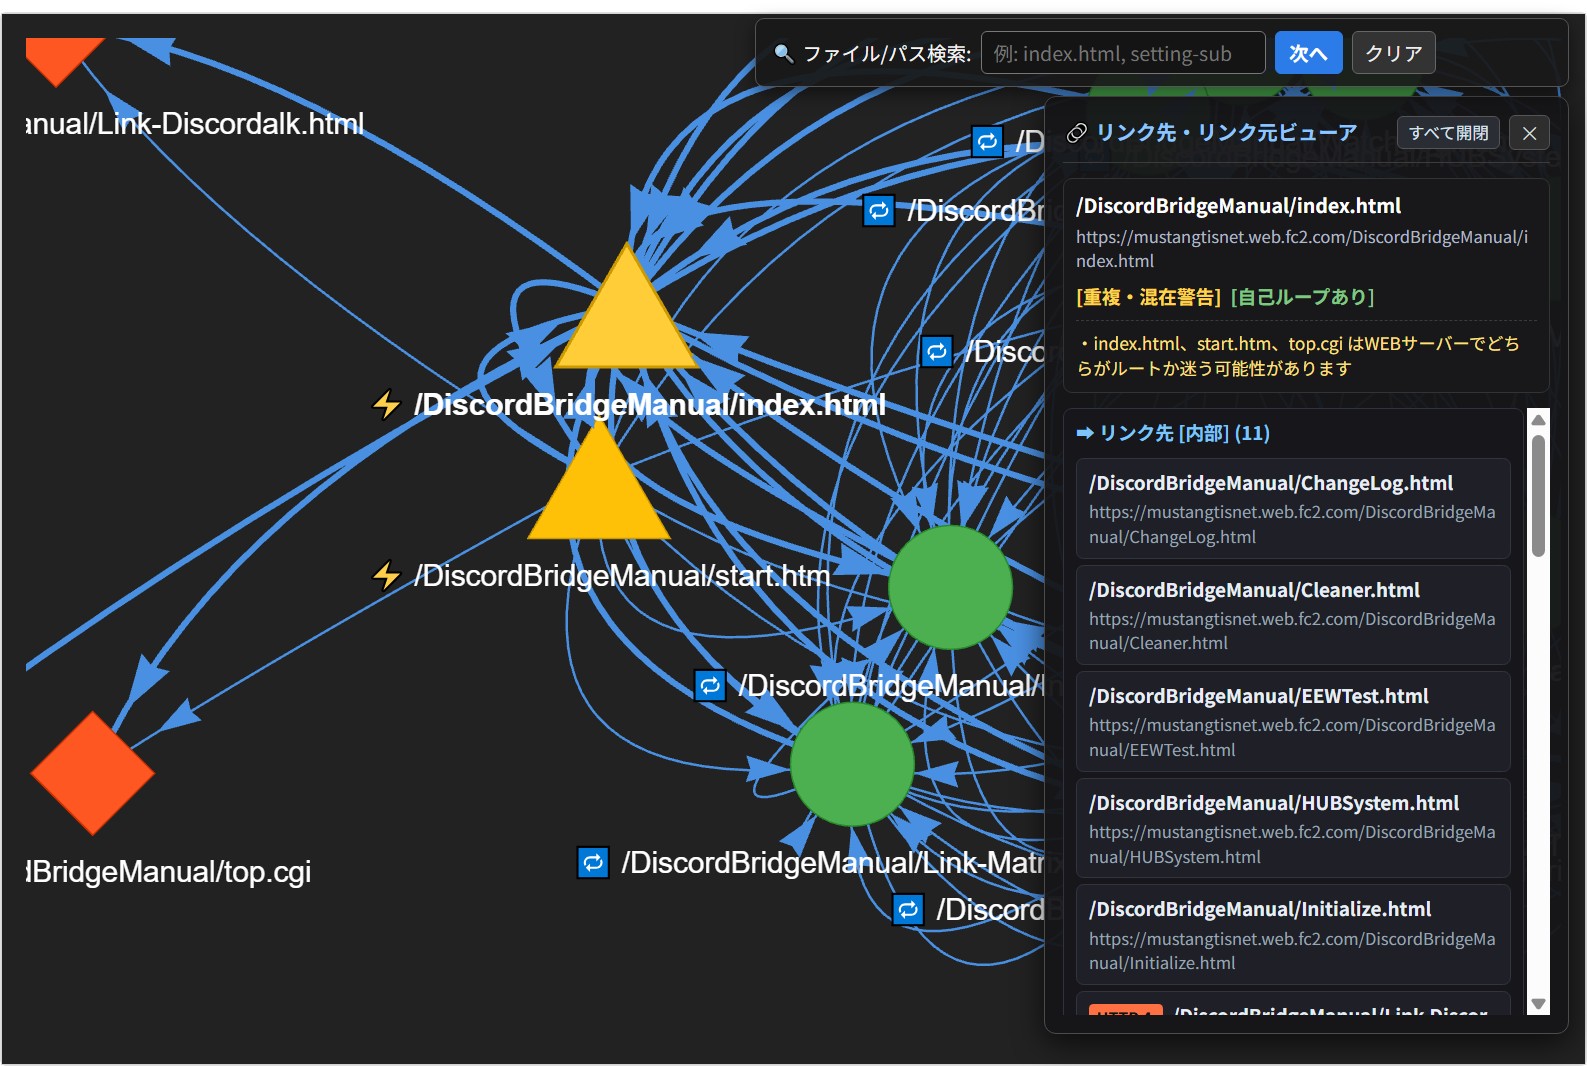 ファイル/パス検索:
例: index.html, setting-sub
次へ
クリア
anual/Link-Discordalk.html
/DiscordBr
/Disco
/DiscordBridgeManual/index.html
/DiscordBridgeManual/start.htm
/DiscordBridgeManual/
/DiscordBridgeManual/Link-Matr
/Discord
dBridgeManual/top.cgi
リンク先・リンク元ビューア
すべて開閉
/DiscordBridgeManual/index.html
https://mustangtisnet.web.fc2.com/DiscordBridgeManual/i
ndex.html
[重複・混在警告] [自己ループあり]
・index.html、start.htm、top.cgi はWEBサーバーでどち
らがルートか迷う可能性があります
➡ リンク先 [内部] (11)
/DiscordBridgeManual/ChangeLog.html
https://mustangtisnet.web.fc2.com/DiscordBridgeMa
nual/ChangeLog.html
/DiscordBridgeManual/Cleaner.html
https://mustangtisnet.web.fc2.com/DiscordBridgeMa
nual/Cleaner.html
/DiscordBridgeManual/EEWTest.html
https://mustangtisnet.web.fc2.com/DiscordBridgeMa
nual/EEWTest.html
/DiscordBridgeManual/HUBSystem.html
https://mustangtisnet.web.fc2.com/DiscordBridgeMa
nual/HUBSystem.html
/DiscordBridgeManual/Initialize.html
https://mustangtisnet.web.fc2.com/DiscordBridgeMa
nual/Initialize.html
/DiscordBridgeManual/Link-Discor